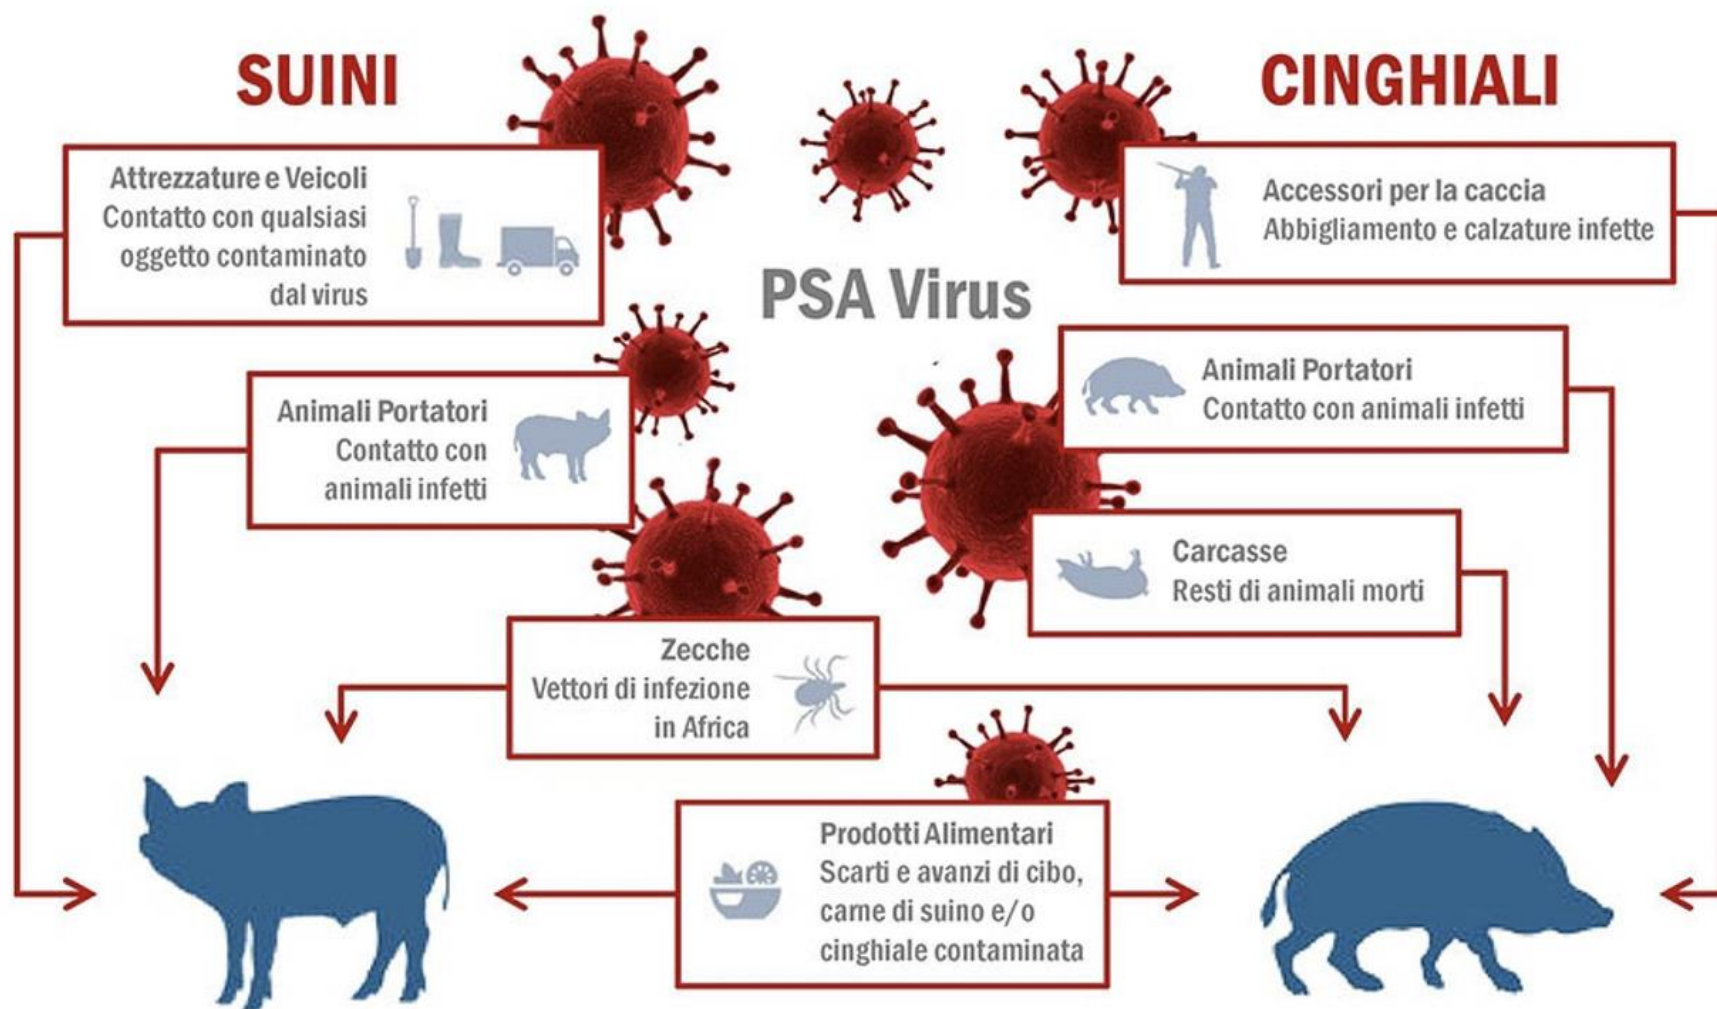 SUINI
CINGHIALI
Attrezzature e Veicoli
Contatto con qualsiasi
oggetto contaminato
dal virus
Accessori per la caccia
Abbigliamento e calzature infette
PSA Virus
Animali Portatori
Contatto con
animali infetti
Animali Portatori
Contatto con animali infetti
Carcasse
Resti di animali morti
Zecche
Vettori di infezione
in Africa
Prodotti Alimentari
Scarti e avanzi di cibo,
carne di suino e/o
cinghiale contaminata